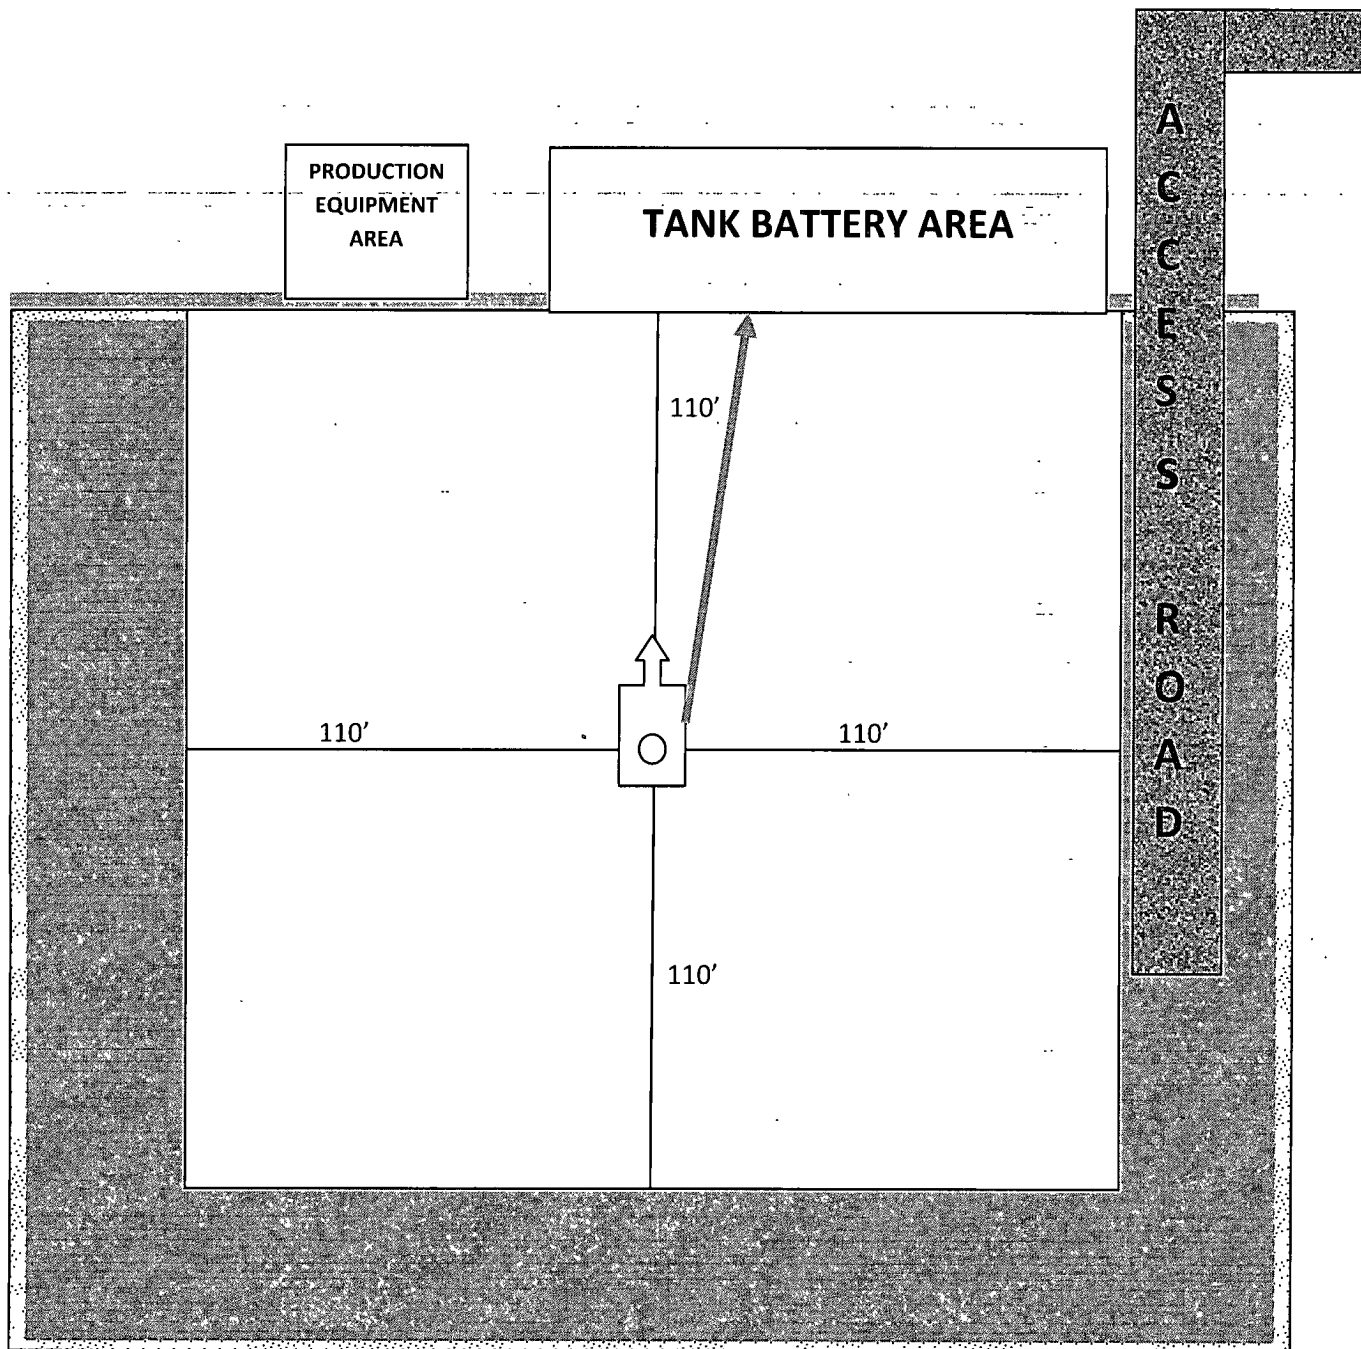 PRODUCTION
EQUIPMENT
AREA
TANK BATTERY AREA
ACCESS ROAD
110’
110’
110’
110’